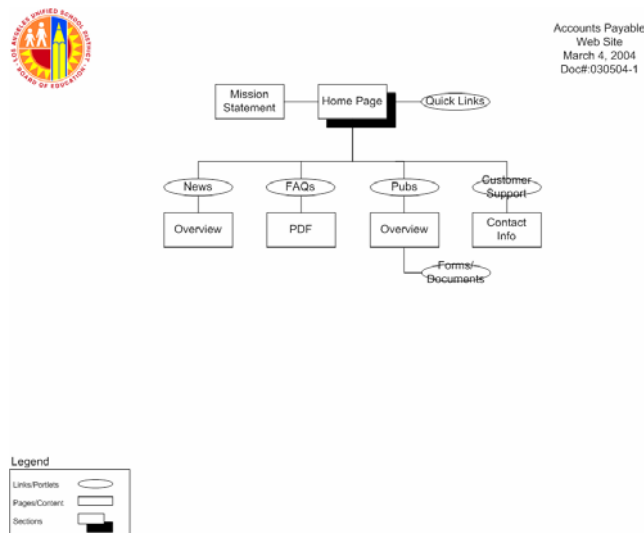 LOS ANGELES UNIFIED SCHOOL DISTRICT
BOARD OF EDUCATION
Accounts Payable
Web Site
March 4, 2004
Doc#:030504-1
Mission
Statement
Home Page
Quick Links
News
FAQs
Pubs
Customer
Support
Overview
PDF
Overview
Contact
Info
Forms/
Documents
Legend
Links/Portlets
Pages/Content
Sections